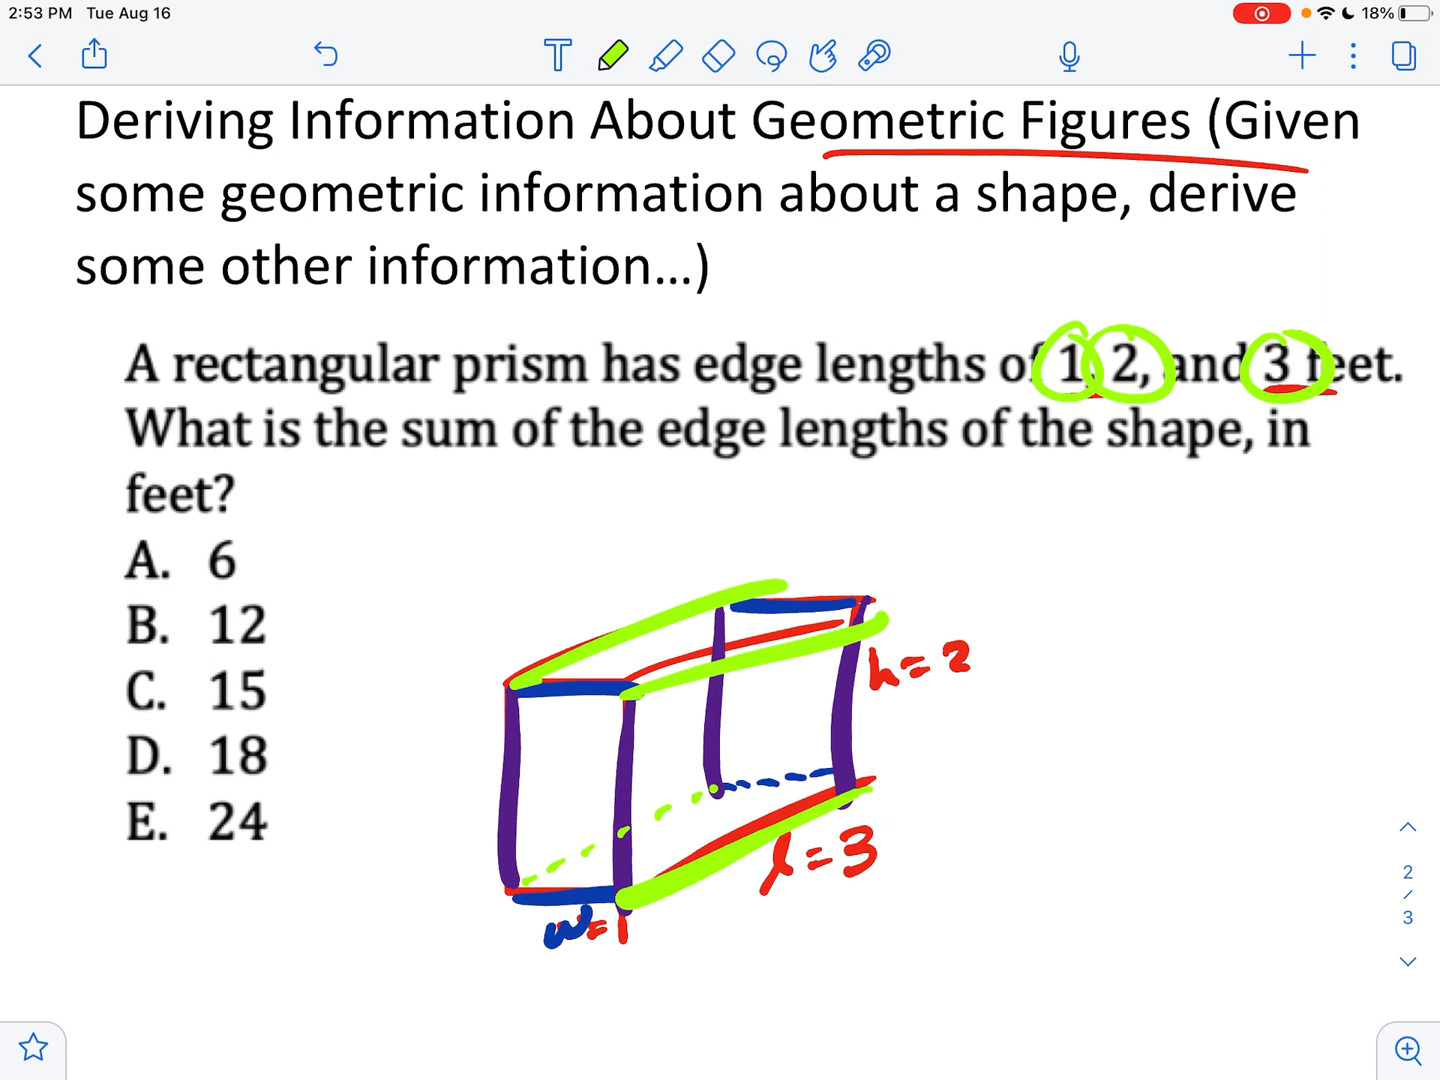 2:53 PM Tue Aug 16
18%
T
Deriving Information About Geometric Figures (Given
some geometric information about a shape, derive
some other information...)
A rectangular prism has edge lengths of 1, 2, and 3 feet.
What is the sum of the edge lengths of the shape, in
feet?
A. 6
B. 12
C. 15
D. 18
E. 24
h=2
l=3
w=1
2
/
3